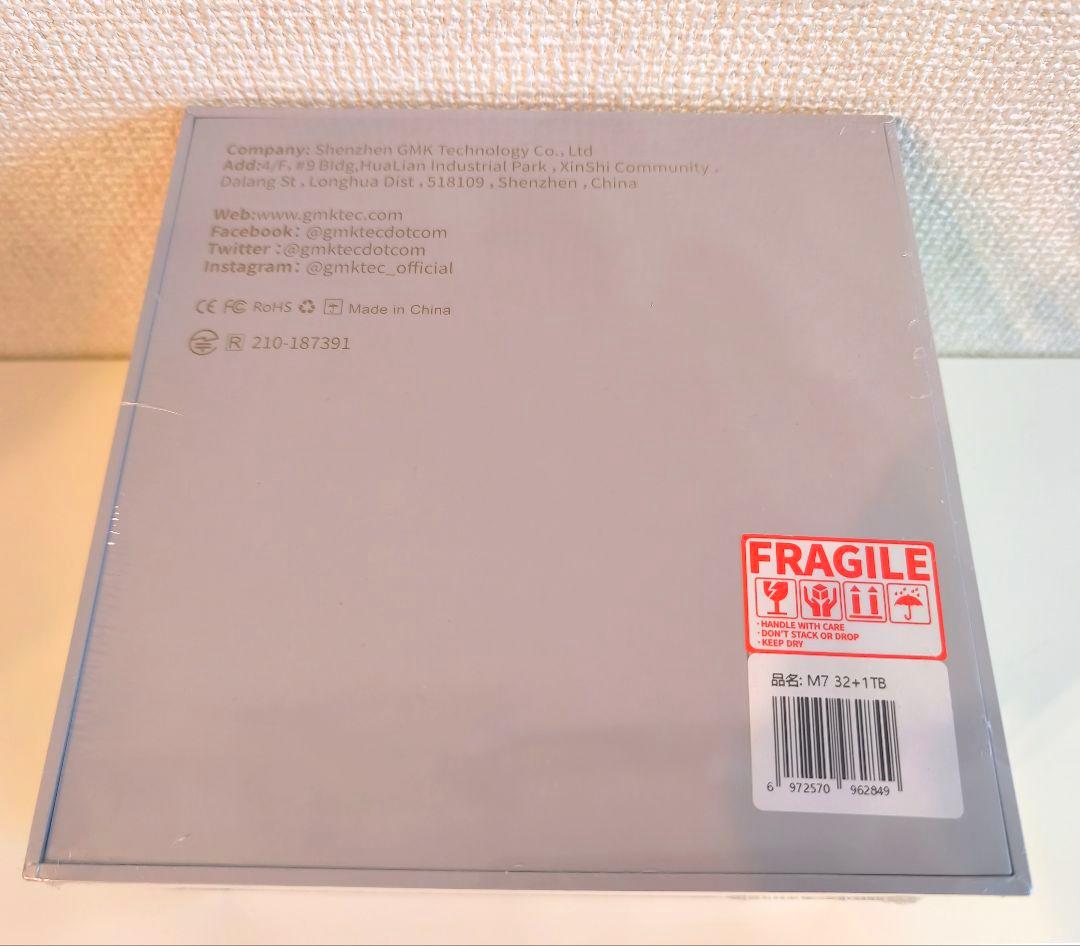 Company: Shenzhen GMK Technology Co., Ltd
Add:4/F, #9 Bldg,HuaLian Industrial Park , XinShi Community ,
Dalang St , Longhua Dist , 518109 , Shenzhen , China
Web:www.gmktec.com
Facebook: @gmktecdotcom
Twitter :@gmktecdotcom
Instagram: @gmktec_official
CE FC RoHS Made in China
R 210-187391
FRAGILE
·HANDLE WITH CARE
·DON'T STACK OR DROP
·KEEP DRY
品名: M7 32+1TB
6 972570 962849